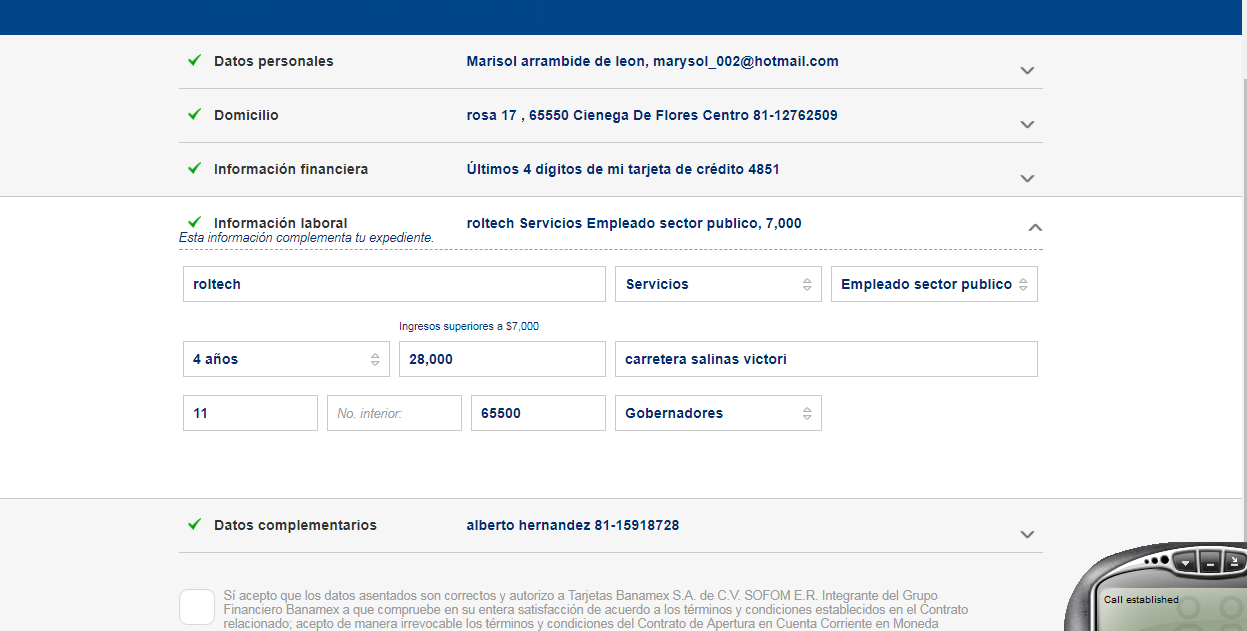 Datos personales Marisol arrambide de leon, marysol_002@hotmail.com
Domicilio rosa 17 , 65550 Cienega De Flores Centro 81-12762509
Información financiera Últimos 4 dígitos de mi tarjeta de crédito 4851
Información laboral roltech Servicios Empleado sector publico, 7,000
Esta información complementa tu expediente.
roltech Servicios Empleado sector publico
Ingresos superiores a $7,000
4 años 28,000 carretera salinas victori
11 No. interior: 65500 Gobernadores
Datos complementarios alberto hernandez 81-15918728
Sí acepto que los datos asentados son correctos y autorizo a Tarjetas Banamex S.A. de C.V. SOFOM E.R. Integrante del Grupo
Financiero Banamex a que compruebe en su entera satisfacción de acuerdo a los términos y condiciones establecidos en el Contrato
relacionado; acepto de manera irrevocable los términos y condiciones del Contrato de Apertura en Cuenta Corriente en Moneda
Call established